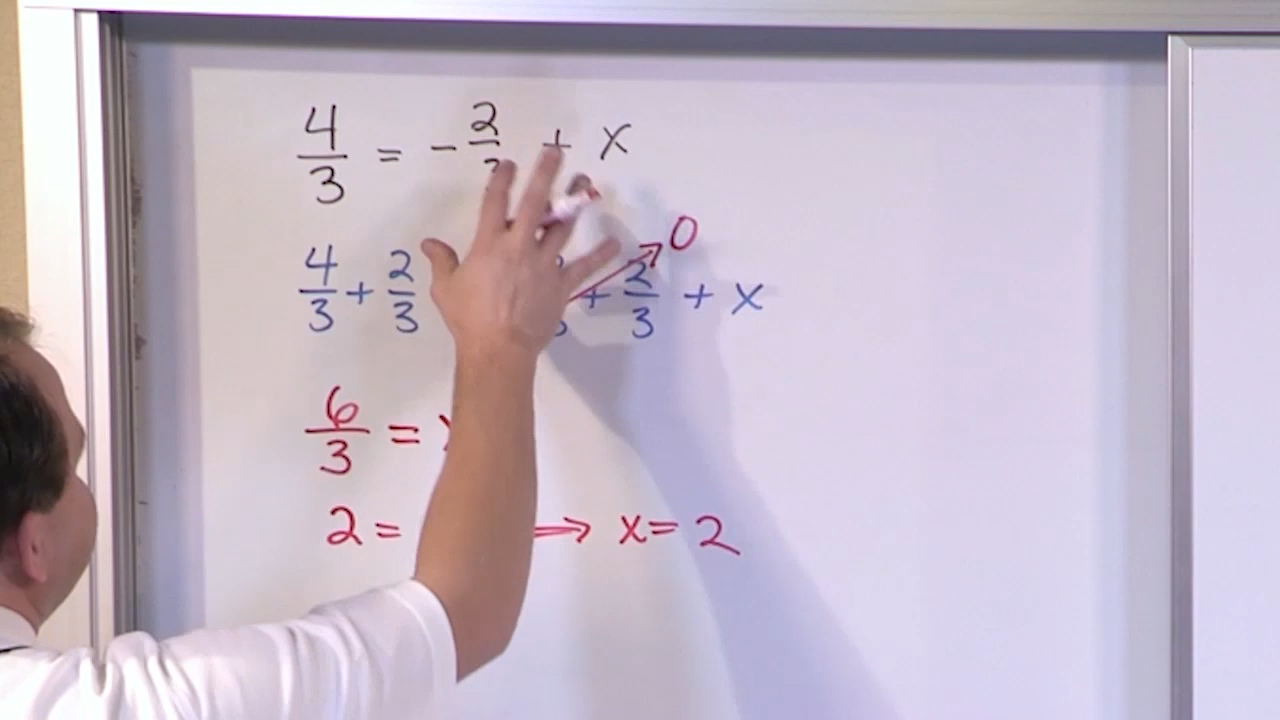 4/3 = - 2/3 + x
4/3 + 2/3 + 2/3 + x 0
6/3 = x
2 = ⇒ x = 2